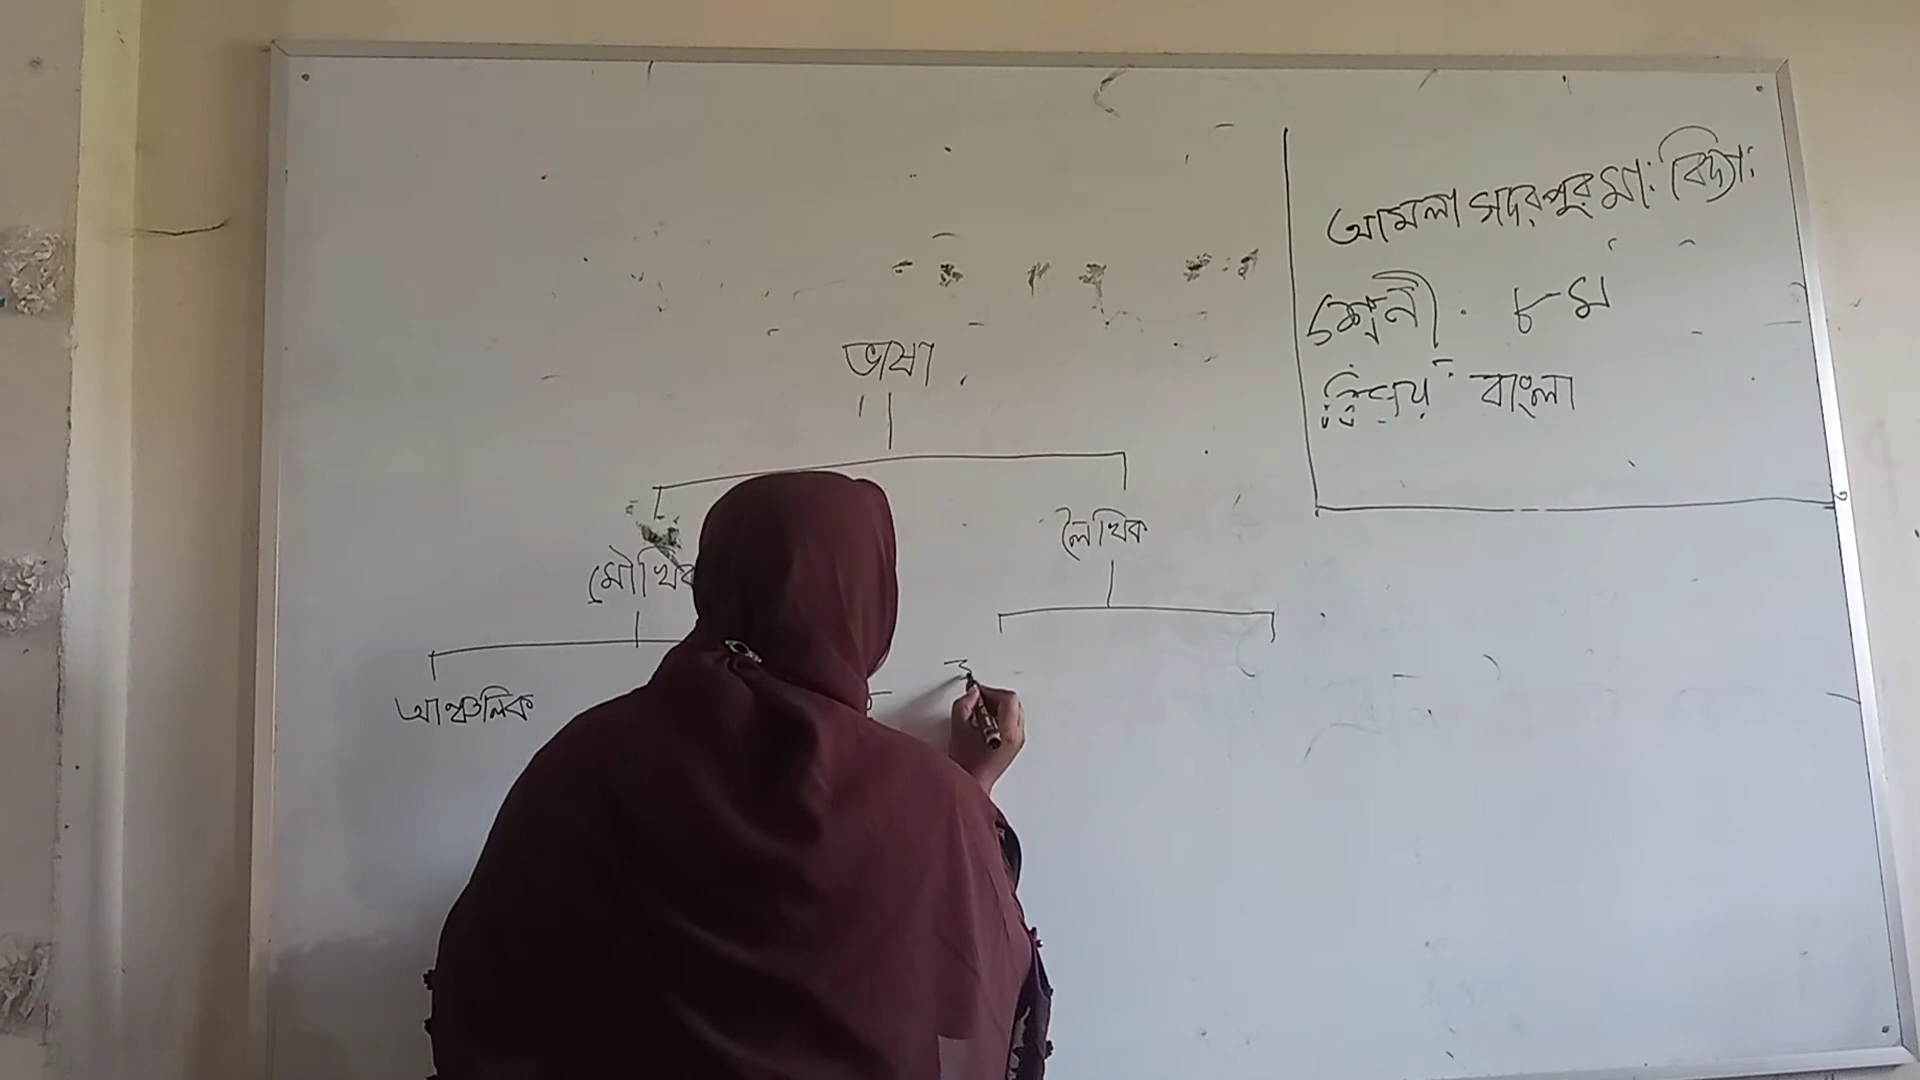 আমলা সদরপুর মা: বিদ্যা:
শ্রেনী. ৮ম
বিষয় বাংলা
ভাষা
মৌখিক
লৈখিক
আঞ্চলিক